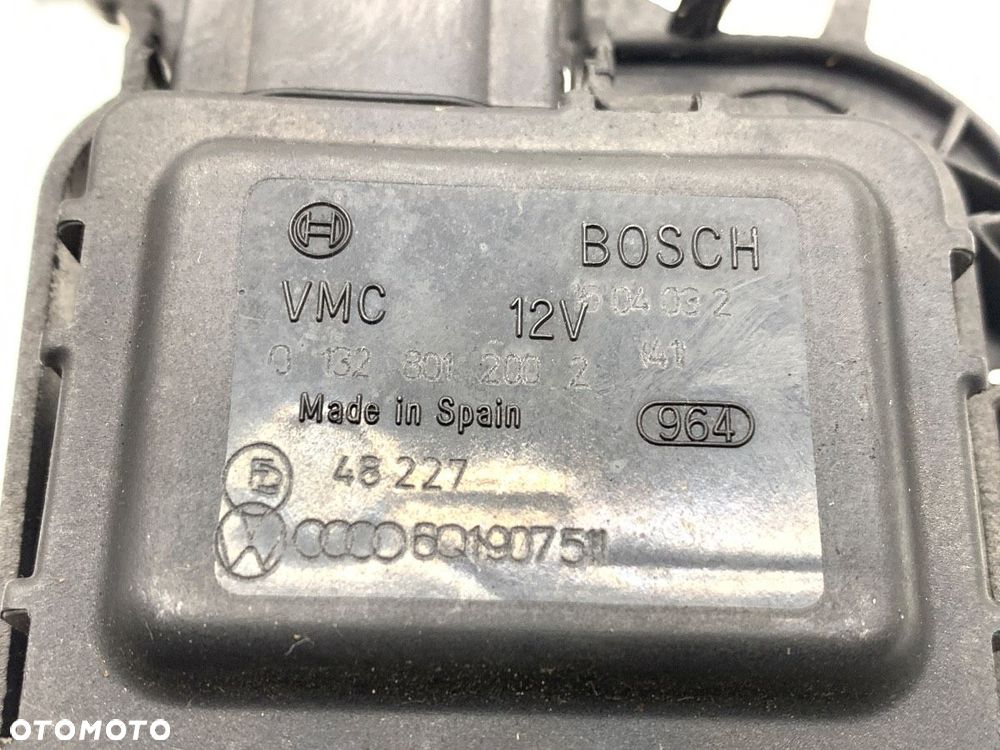 BOSCH
VMC 12V 15 04 03 2
0 132 801 200 2 141
Made in Spain 964
48 227
6Q1907511
OTOMOTO